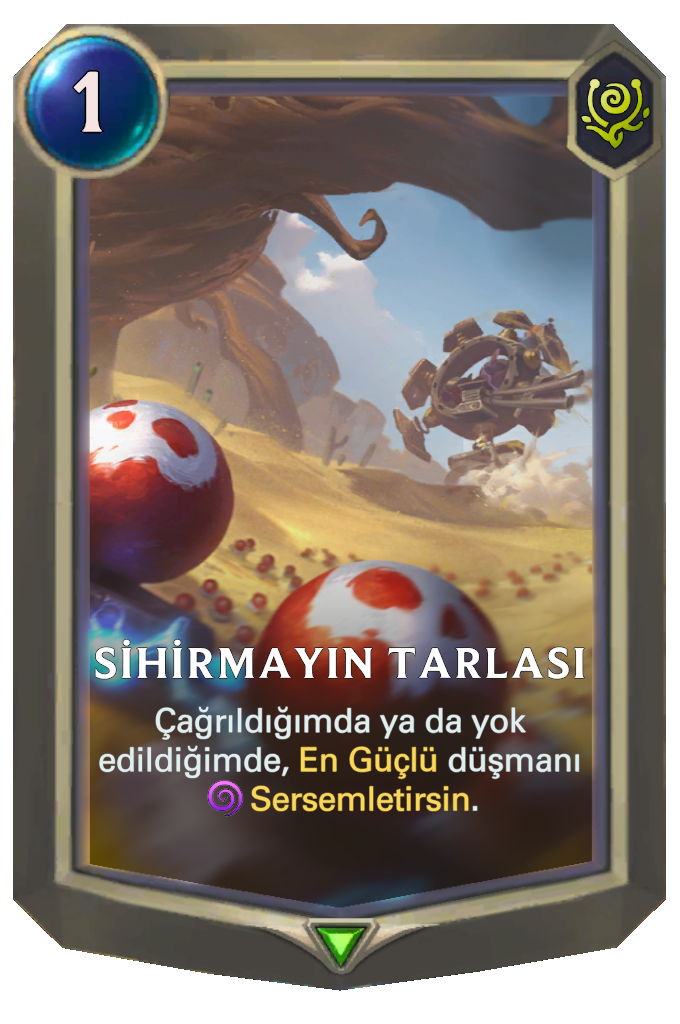 1
SİHİRMAYIN TARLASI
Çağrıldığımda ya da yok
edildiğimde, En Güçlü düşmanı
Sersemletirsin.